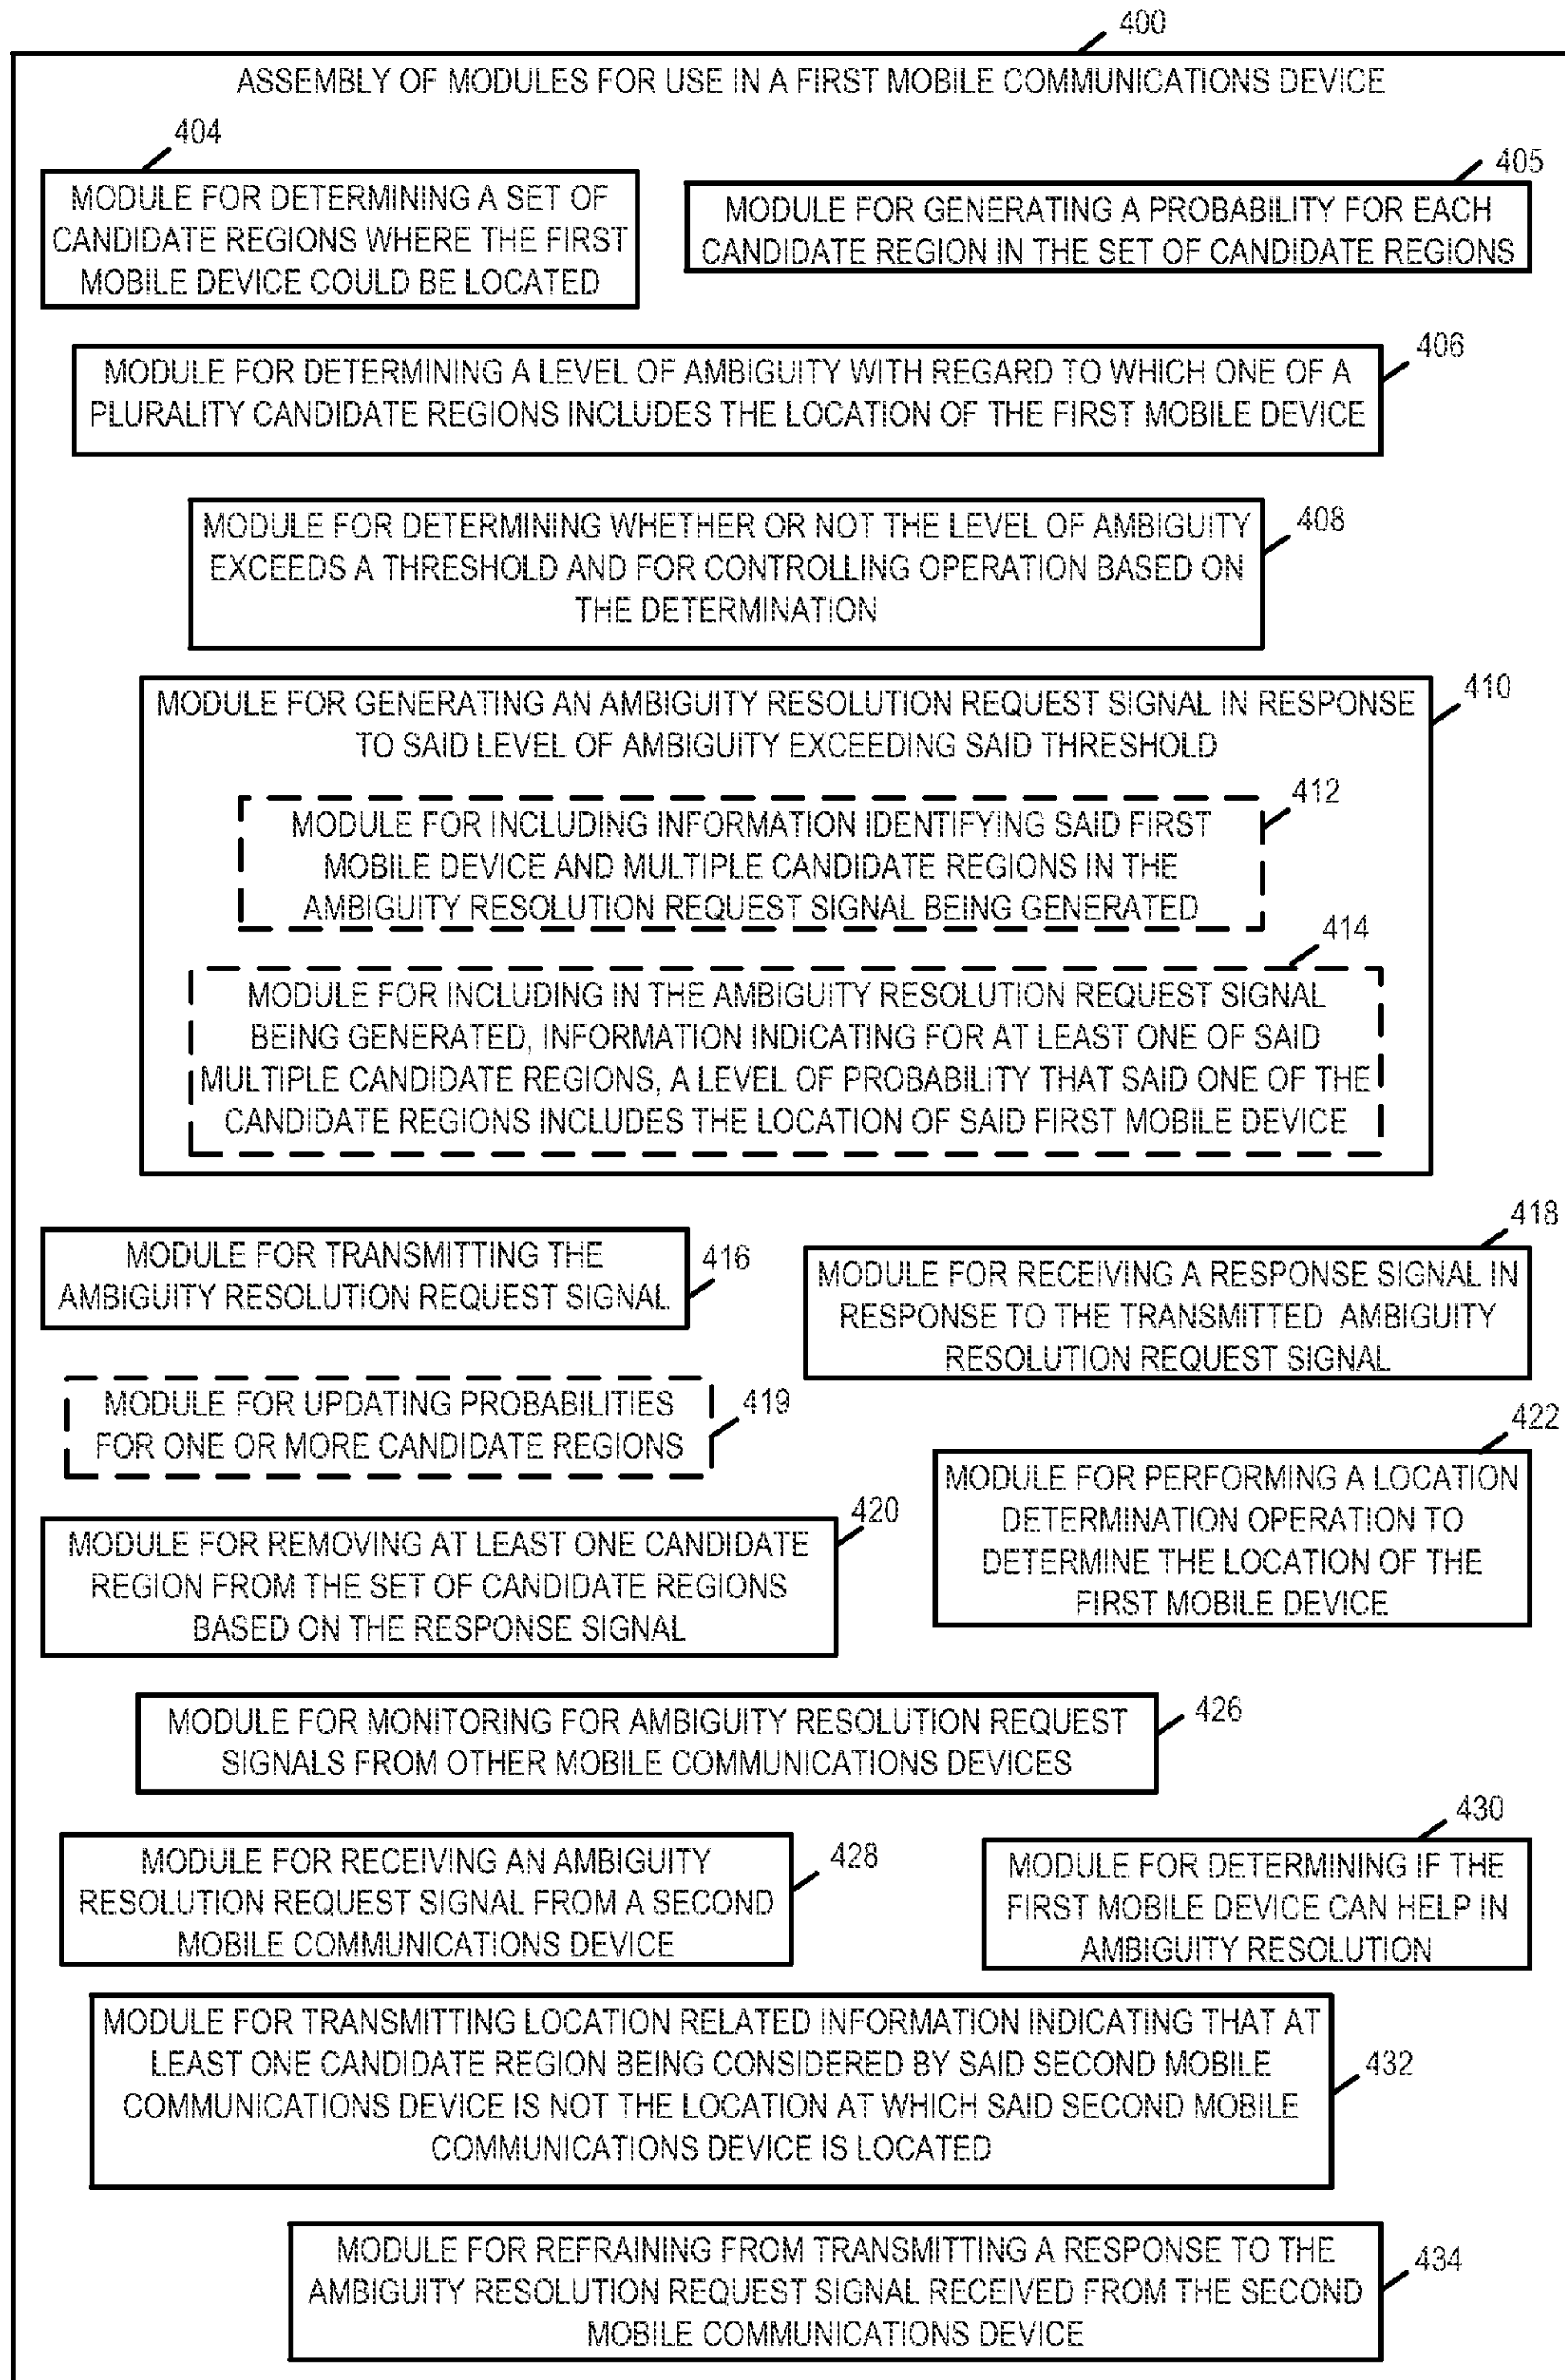 400
ASSEMBLY OF MODULES FOR USE IN A FIRST MOBILE COMMUNICATIONS DEVICE
404
MODULE FOR DETERMINING A SET OF
CANDIDATE REGIONS WHERE THE FIRST
MOBILE DEVICE COULD BE LOCATED
405
MODULE FOR GENERATING A PROBABILITY FOR EACH
CANDIDATE REGION IN THE SET OF CANDIDATE REGIONS
406
MODULE FOR DETERMINING A LEVEL OF AMBIGUITY WITH REGARD TO WHICH ONE OF A
PLURALITY CANDIDATE REGIONS INCLUDES THE LOCATION OF THE FIRST MOBILE DEVICE
408
MODULE FOR DETERMINING WHETHER OR NOT THE LEVEL OF AMBIGUITY
EXCEEDS A THRESHOLD AND FOR CONTROLLING OPERATION BASED ON
THE DETERMINATION
410
MODULE FOR GENERATING AN AMBIGUITY RESOLUTION REQUEST SIGNAL IN RESPONSE
TO SAID LEVEL OF AMBIGUITY EXCEEDING SAID THRESHOLD
412
MODULE FOR INCLUDING INFORMATION IDENTIFYING SAID FIRST
MOBILE DEVICE AND MULTIPLE CANDIDATE REGIONS IN THE
AMBIGUITY RESOLUTION REQUEST SIGNAL BEING GENERATED
414
MODULE FOR INCLUDING IN THE AMBIGUITY RESOLUTION REQUEST SIGNAL
BEING GENERATED, INFORMATION INDICATING FOR AT LEAST ONE OF SAID
MULTIPLE CANDIDATE REGIONS, A LEVEL OF PROBABILITY THAT SAID ONE OF THE
CANDIDATE REGIONS INCLUDES THE LOCATION OF SAID FIRST MOBILE DEVICE
MODULE FOR TRANSMITTING THE
AMBIGUITY RESOLUTION REQUEST SIGNAL
416
418
MODULE FOR RECEIVING A RESPONSE SIGNAL IN
RESPONSE TO THE TRANSMITTED AMBIGUITY
RESOLUTION REQUEST SIGNAL
MODULE FOR UPDATING PROBABILITIES
FOR ONE OR MORE CANDIDATE REGIONS
419
422
MODULE FOR PERFORMING A LOCATION
DETERMINATION OPERATION TO
DETERMINE THE LOCATION OF THE
FIRST MOBILE DEVICE
420
MODULE FOR REMOVING AT LEAST ONE CANDIDATE
REGION FROM THE SET OF CANDIDATE REGIONS
BASED ON THE RESPONSE SIGNAL
MODULE FOR MONITORING FOR AMBIGUITY RESOLUTION REQUEST
SIGNALS FROM OTHER MOBILE COMMUNICATIONS DEVICES
426
MODULE FOR RECEIVING AN AMBIGUITY
RESOLUTION REQUEST SIGNAL FROM A SECOND
MOBILE COMMUNICATIONS DEVICE
428
430
MODULE FOR DETERMINING IF THE
FIRST MOBILE DEVICE CAN HELP IN
AMBIGUITY RESOLUTION
MODULE FOR TRANSMITTING LOCATION RELATED INFORMATION INDICATING THAT AT
LEAST ONE CANDIDATE REGION BEING CONSIDERED BY SAID SECOND MOBILE
COMMUNICATIONS DEVICE IS NOT THE LOCATION AT WHICH SAID SECOND MOBILE
COMMUNICATIONS DEVICE IS LOCATED
432
MODULE FOR REFRAINING FROM TRANSMITTING A RESPONSE TO THE
AMBIGUITY RESOLUTION REQUEST SIGNAL RECEIVED FROM THE SECOND
MOBILE COMMUNICATIONS DEVICE
434